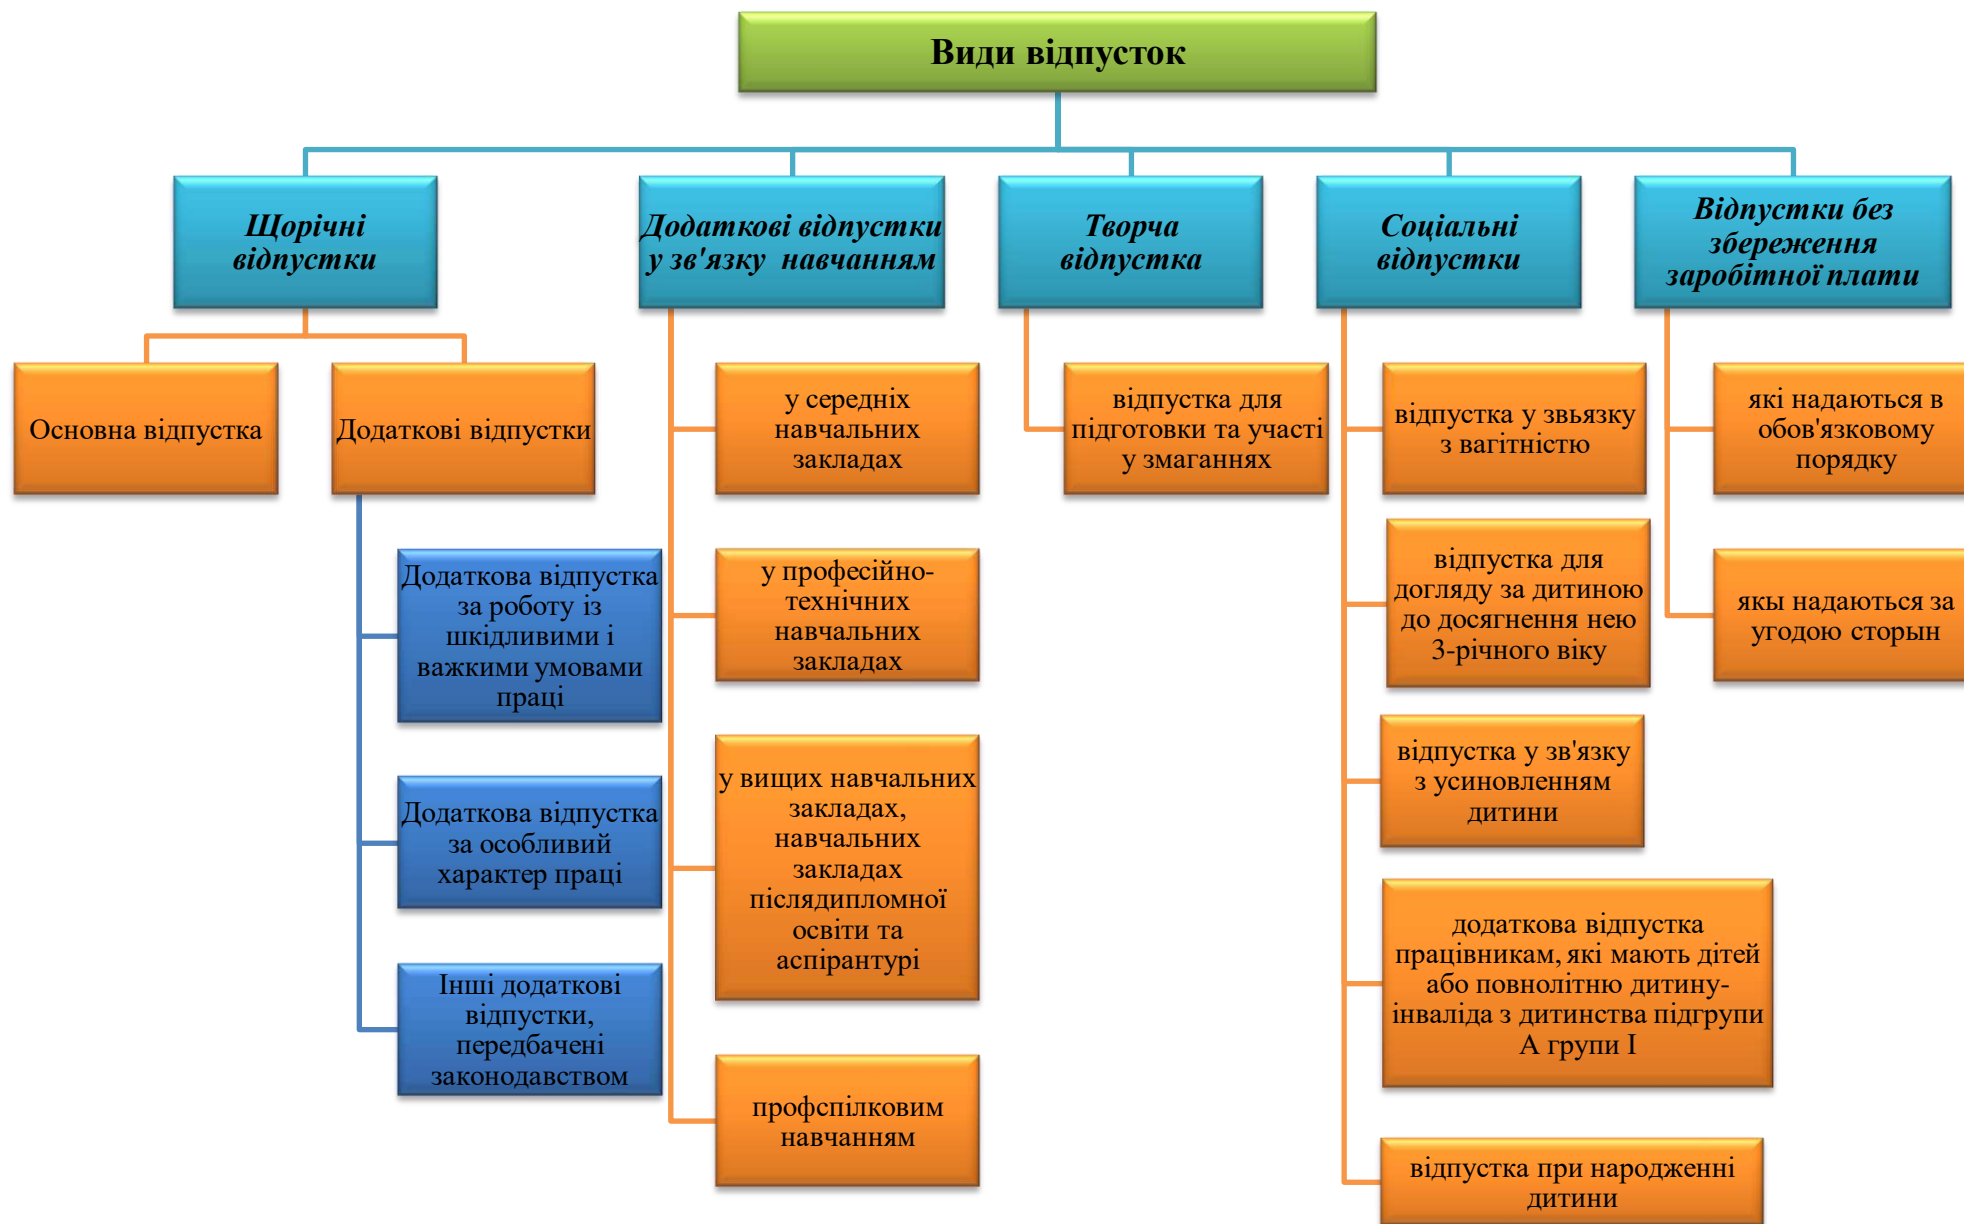 Види відпусток
Щорічні
відпустки
Додаткові відпустки
у зв'язку навчанням
Творча
відпустка
Соціальні
відпустки
Відпустки без
збереження
заробітної плати
Основна відпустка
Додаткові відпустки
Додаткова відпустка
за роботу із
шкідливими і
важкими умовами
праці
Додаткова відпустка
за особливий
характер праці
Інші додаткові
відпустки,
передбачені
законодавством
у середніх
навчальних
закладах
у професійно-
технічних
навчальних
закладах
у вищих навчальних
закладах,
навчальних
закладах
післядипломної
освіти та
аспірантурі
профспілковим
навчанням
відпустка для
підготовки та участі
у змаганнях
відпустка у звьязку
з вагітністю
відпустка для
догляду за дитиною
до досягнення нею
3-річного віку
відпустка у зв'язку
з усиновленням
дитини
додаткова відпустка
працівникам, які мають дітей
або повнолітню дитину-
інваліда з дитинства підгрупи
А групи І
відпустка при народженні
дитини
які надаються в
обов'язковому
порядку
якы надаються за
угодою сторын